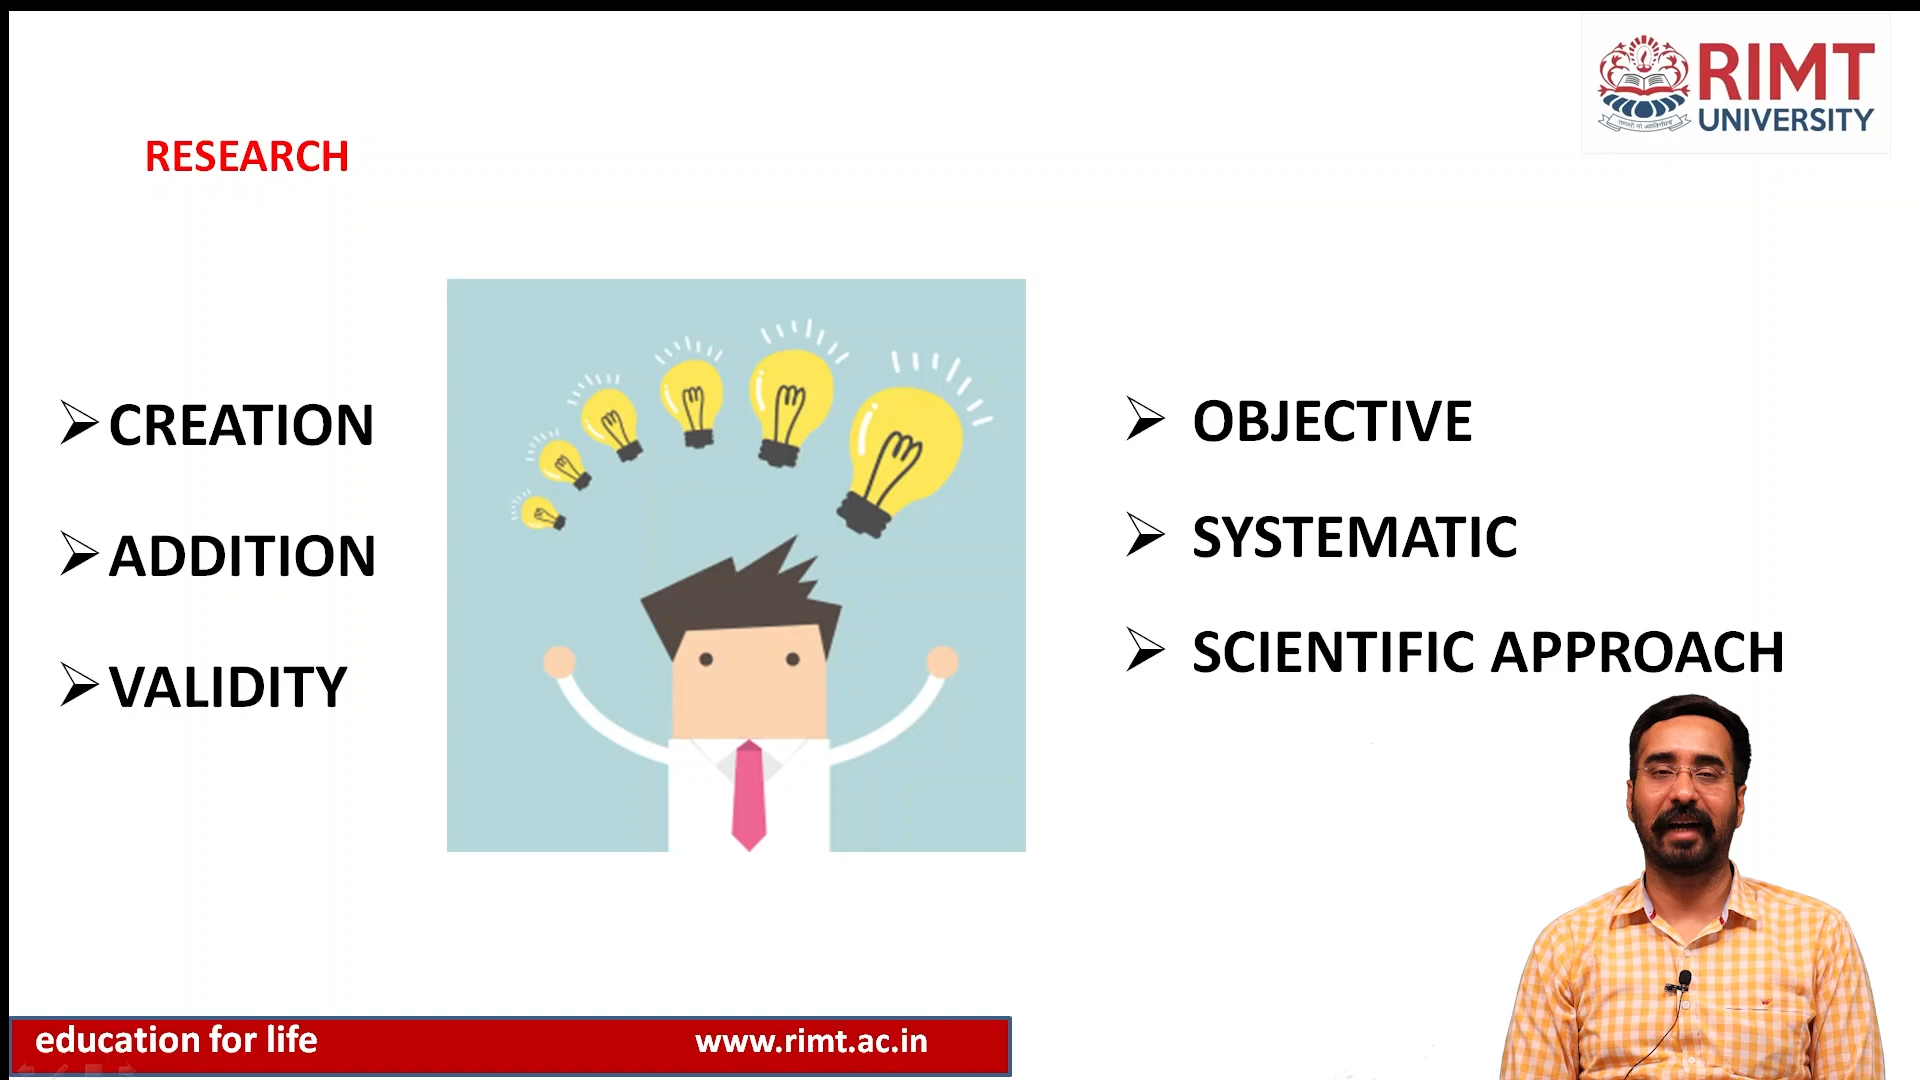 RIMT
UNIVERSITY
RESEARCH
➢CREATION
➢ADDITION
➢VALIDITY
➢ OBJECTIVE
➢ SYSTEMATIC
➢ SCIENTIFIC APPROACH
education for life
www.rimt.ac.in